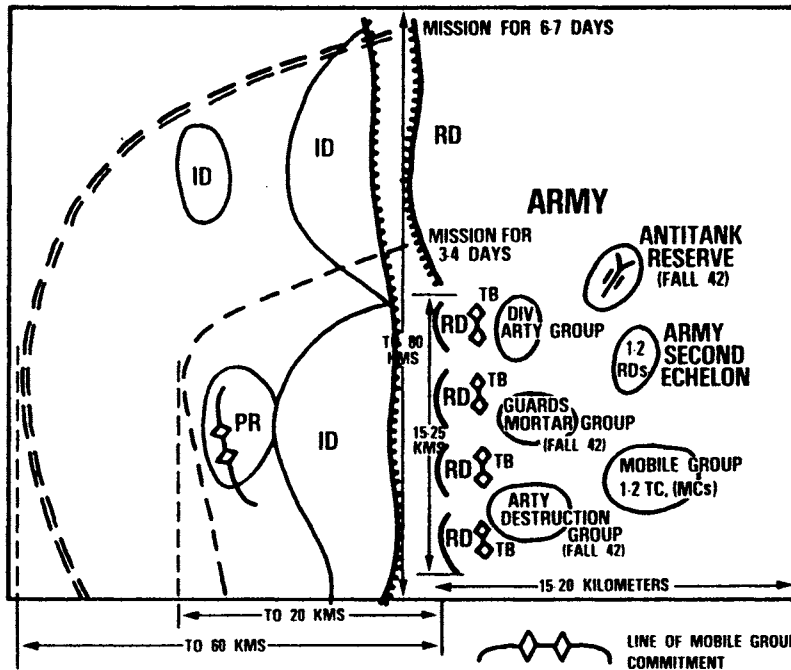 MISSION FOR 6-7 DAYS
ID
ID
RD
ARMY
MISSION FOR
3-4 DAYS
ANTITANK
RESERVE
(FALL 42)
TO 80
KMS
RD
TB
DIV
ARTY GROUP
1-2
RDs
ARMY
SECOND
ECHELON
PR
ID
15-25
KMS
RD
TB
GUARDS
MORTAR GROUP
(FALL 42)
RD
TB
MOBILE GROUP
1-2 TC, (MCs)
RD
TB
ARTY
DESTRUCTION
GROUP
(FALL 42)
15-20 KILOMETERS
TO 20 KMS
TO 60 KMS
LINE OF MOBILE GROUP
COMMITMENT